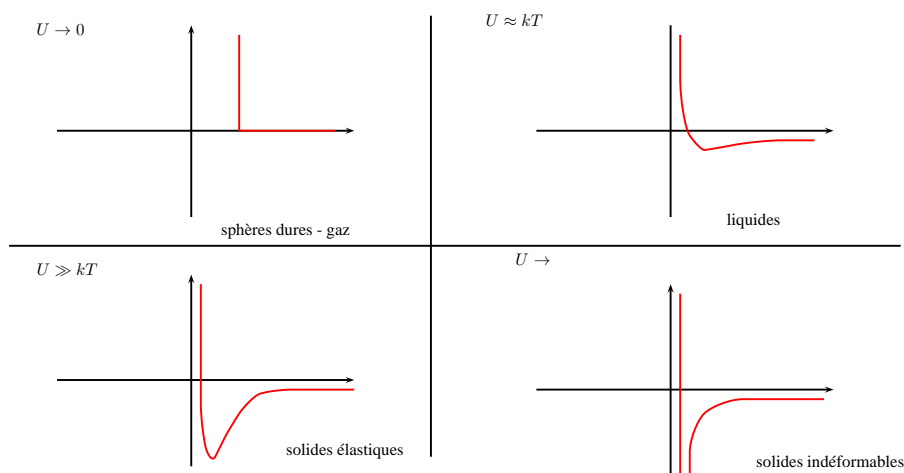 U → 0
U ≈ kT
sphères dures - gaz
liquides
U ≫ kT
U →
solides élastiques
solides indéformables